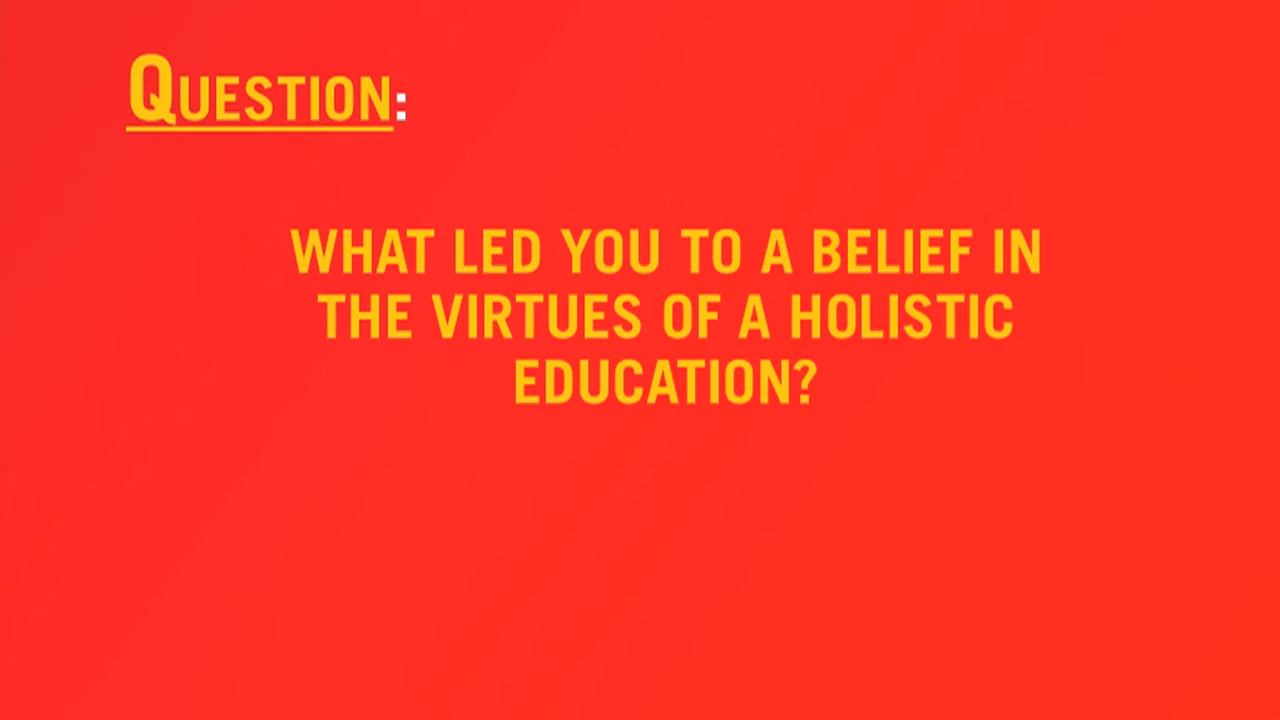 QUESTION:
WHAT LED YOU TO A BELIEF IN
THE VIRTUES OF A HOLISTIC
EDUCATION?